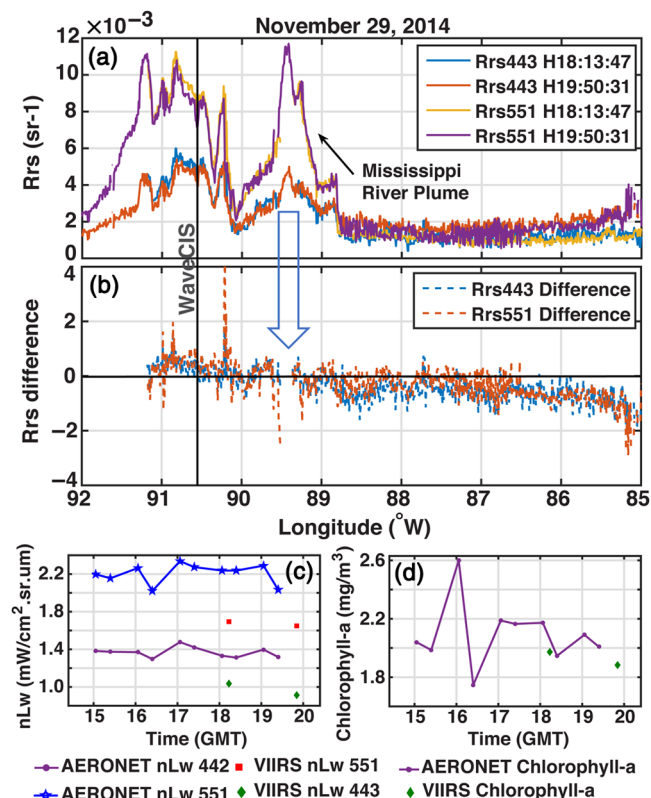 ×10−3
November 29, 2014
(a)
12
10
8
6
4
2
0
Rrs (sr-1)
Rrs443 H18:13:47
Rrs443 H19:50:31
Rrs551 H18:13:47
Rrs551 H19:50:31
Mississippi
River Plume
WaveCIS
(b)
4
2
0
−2
−4
Rrs difference
Rrs443 Difference
Rrs551 Difference
92 91 90 89 88 87 86 85
Longitude (°W)
(c)
2.2
1.8
1.4
1.0
nLw (mW/cm2.sr.um)
15 16 17 18 19 20
Time (GMT)
(d)
2.6
2.2
1.8
Chlorophyll-a (mg/m3)
15 16 17 18 19 20
Time (GMT)
AERONET nLw 442 VIIRS nLw 551 AERONET Chlorophyll-a
AERONET nLw 551 VIIRS nLw 443 VIIRS Chlorophyll-a